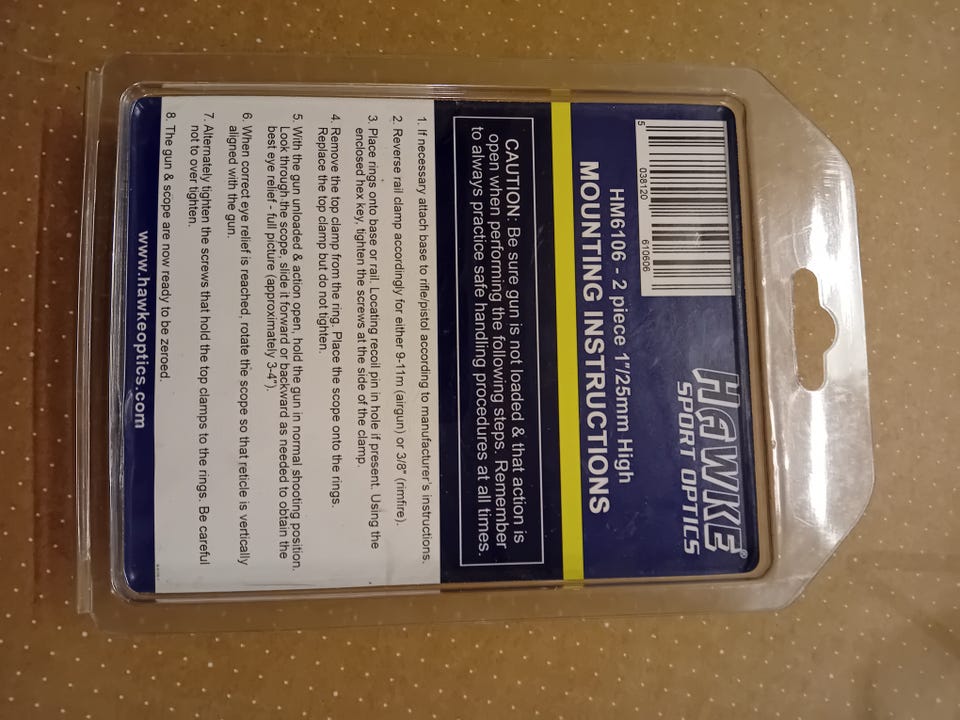 HAWKE®
SPORT OPTICS
5 038120 610606
HM6106 - 2 piece 1"/25mm High
MOUNTING INSTRUCTIONS
CAUTION: Be sure gun is not loaded & that action is
open when performing the following steps. Remember
to always practice safe handling procedures at all times.
1. If necessary attach base to rifle/pistol according to manufacturer's instructions.
2. Reverse rail clamp accordingly for either 9-11m (airgun) or 3/8" (rimfire).
3. Place rings onto base or rail. Locating recoil pin in hole if present. Using the
enclosed hex key, tighten the screws at the side of the clamp.
4. Remove the top clamp from the ring. Place the scope onto the rings.
Replace the top clamp but do not tighten.
5. With the gun unloaded & action open, hold the gun in normal shooting position.
Look through the scope, slide it forward or backward as needed to obtain the
best eye relief - full picture (approximately 3-4").
6. When correct eye relief is reached, rotate the scope so that reticle is vertically
aligned with the gun.
7. Alternately tighten the screws that hold the top clamps to the rings. Be careful
not to over tighten.
8. The gun & scope are now ready to be zeroed.
www.hawkeoptics.com